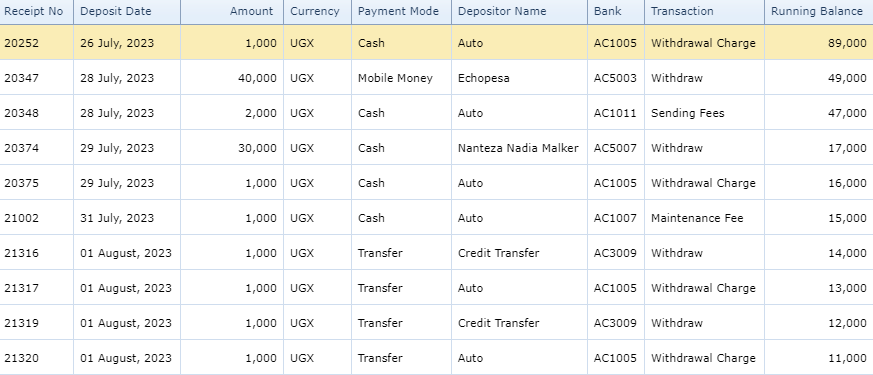 Receipt No Deposit Date Amount Currency Payment Mode Depositor Name Bank Transaction Running Balance
20252 26 July, 2023 1,000 UGX Cash Auto AC1005 Withdrawal Charge 89,000
20347 28 July, 2023 40,000 UGX Mobile Money Echopesa AC5003 Withdraw 49,000
20348 28 July, 2023 2,000 UGX Cash Auto AC1011 Sending Fees 47,000
20374 29 July, 2023 30,000 UGX Cash Nanteza Nadia Malker AC5007 Withdraw 17,000
20375 29 July, 2023 1,000 UGX Cash Auto AC1005 Withdrawal Charge 16,000
21002 31 July, 2023 1,000 UGX Cash Auto AC1007 Maintenance Fee 15,000
21316 01 August, 2023 1,000 UGX Transfer Credit Transfer AC3009 Withdraw 14,000
21317 01 August, 2023 1,000 UGX Transfer Auto AC1005 Withdrawal Charge 13,000
21319 01 August, 2023 1,000 UGX Transfer Credit Transfer AC3009 Withdraw 12,000
21320 01 August, 2023 1,000 UGX Transfer Auto AC1005 Withdrawal Charge 11,000